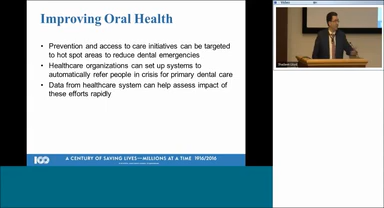 Improving Oral Health
• Prevention and access to care initiatives can be targeted
to hot spot areas to reduce dental emergencies
• Healthcare organizations can set up systems to
automatically refer people in crisis for primary dental care
• Data from healthcare system can help assess impact of
these efforts rapidly
100
A CENTURY OF SAVING LIVES—MILLIONS AT A TIME 1916/2016